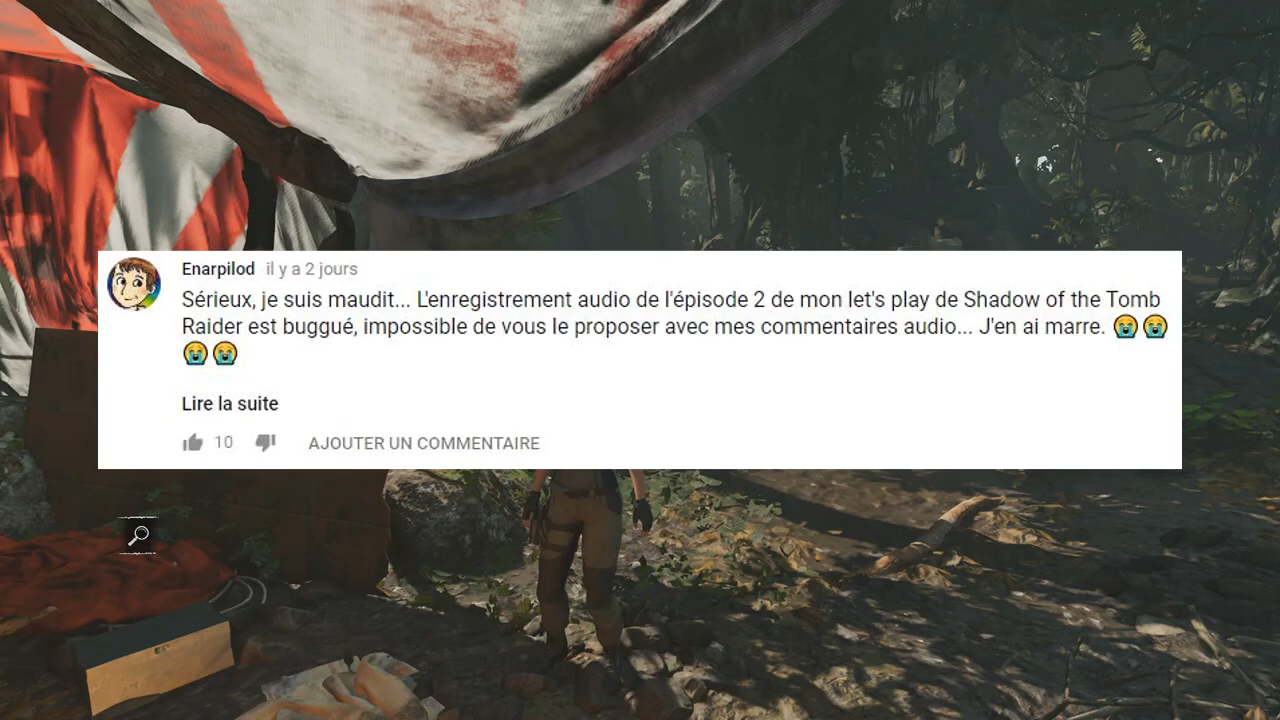 Enarpilod il y a 2 jours
Sérieux, je suis maudit... L'enregistrement audio de l'épisode 2 de mon let's play de Shadow of the Tomb
Raider est buggué, impossible de vous le proposer avec mes commentaires audio... J'en ai marre. 😭😭
😭😭
Lire la suite
10 AJOUTER UN COMMENTAIRE